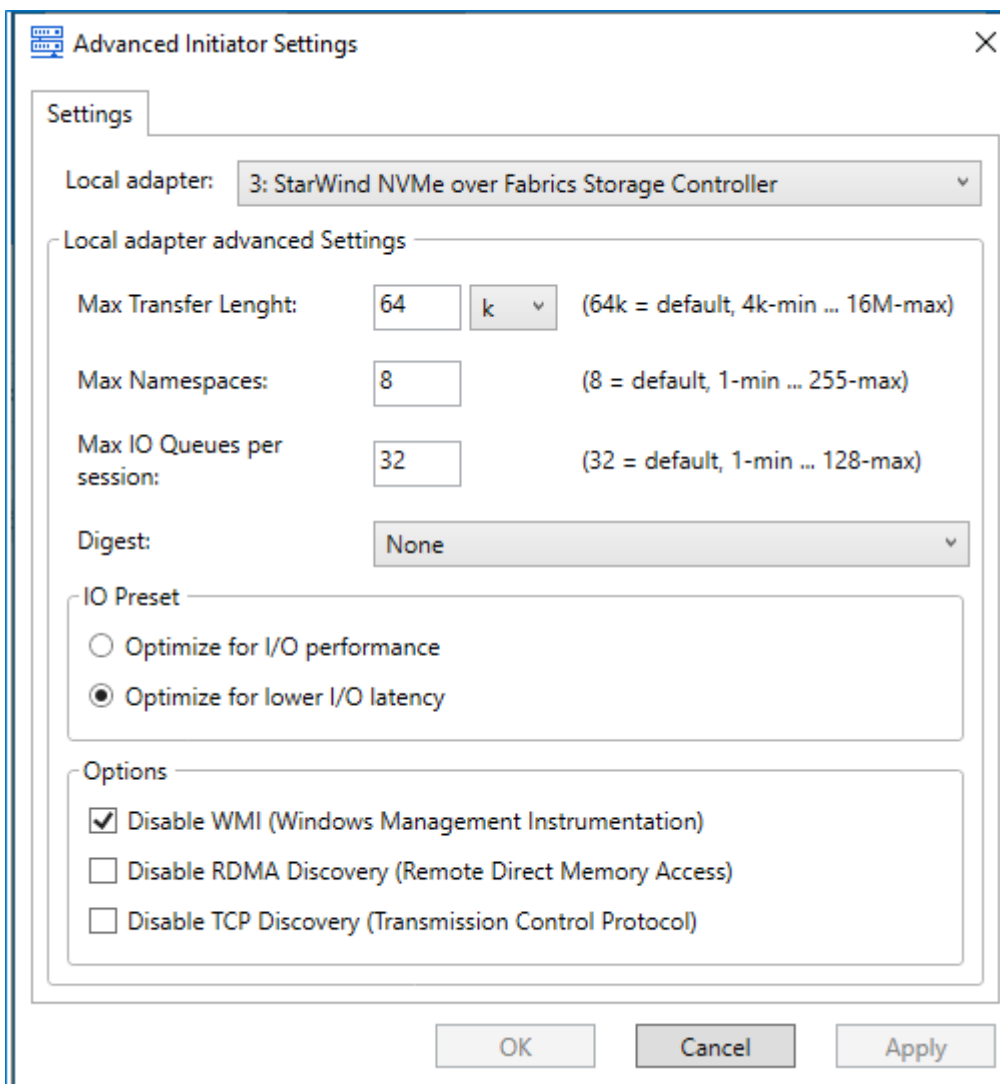 Advanced Initiator Settings
Settings
Local adapter: 3: StarWind NVMe over Fabrics Storage Controller
Local adapter advanced Settings
Max Transfer Lenght: 64 k (64k = default, 4k-min ... 16M-max)
Max Namespaces: 8 (8 = default, 1-min ... 255-max)
Max IO Queues per
session: 32 (32 = default, 1-min ... 128-max)
Digest: None
IO Preset
Optimize for I/O performance
Optimize for lower I/O latency
Options
Disable WMI (Windows Management Instrumentation)
Disable RDMA Discovery (Remote Direct Memory Access)
Disable TCP Discovery (Transmission Control Protocol)
OK Cancel Apply